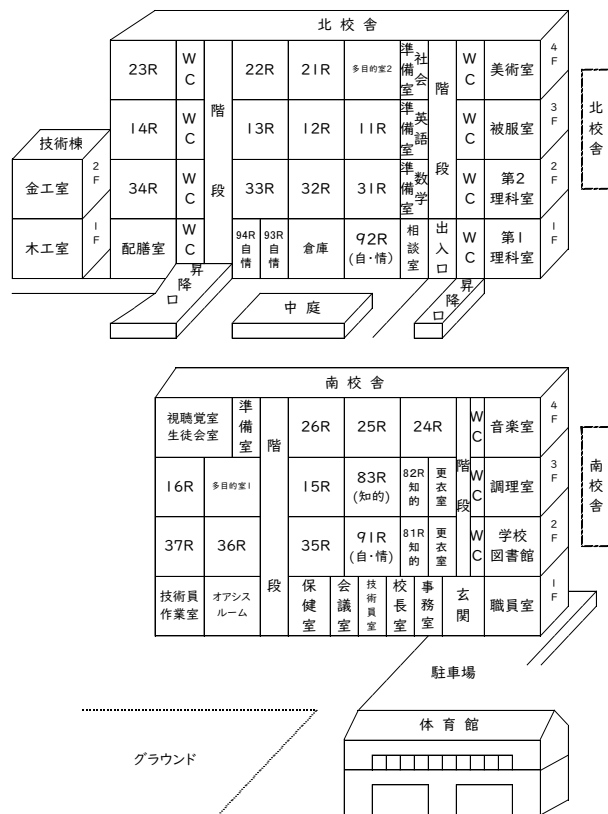 北校舎
23R WC 階段 22R 21R 多目的室2 社会準備室 階段 WC 美術室 4F
14R WC 13R 12R 11R 英語準備室 WC 被服室 3F
34R WC 33R 32R 31R 数学準備室 WC 第2理科室 2F
配膳室 WC 94R自情 93R自情 倉庫 92R(自・情) 相談室 出入口 WC 第1理科室 1F
北校舎
技術棟
金工室 2F
木工室 1F
昇降口 中庭 昇降口
南校舎
視聴覚室 生徒会室 準備室 階段 26R 25R 24R 階段 WC 音楽室 4F
16R 多目的室1 15R 83R(知的) 82R知的 更衣室 WC 調理室 3F
37R 36R 35R 91R(自・情) 81R知的 更衣室 WC 学校図書館 2F
技術員作業室 オアシスルーム 保健室 会議室 技術員室 校長室 事務室 玄関 職員室 1F
南校舎
駐車場
体育館
グラウンド